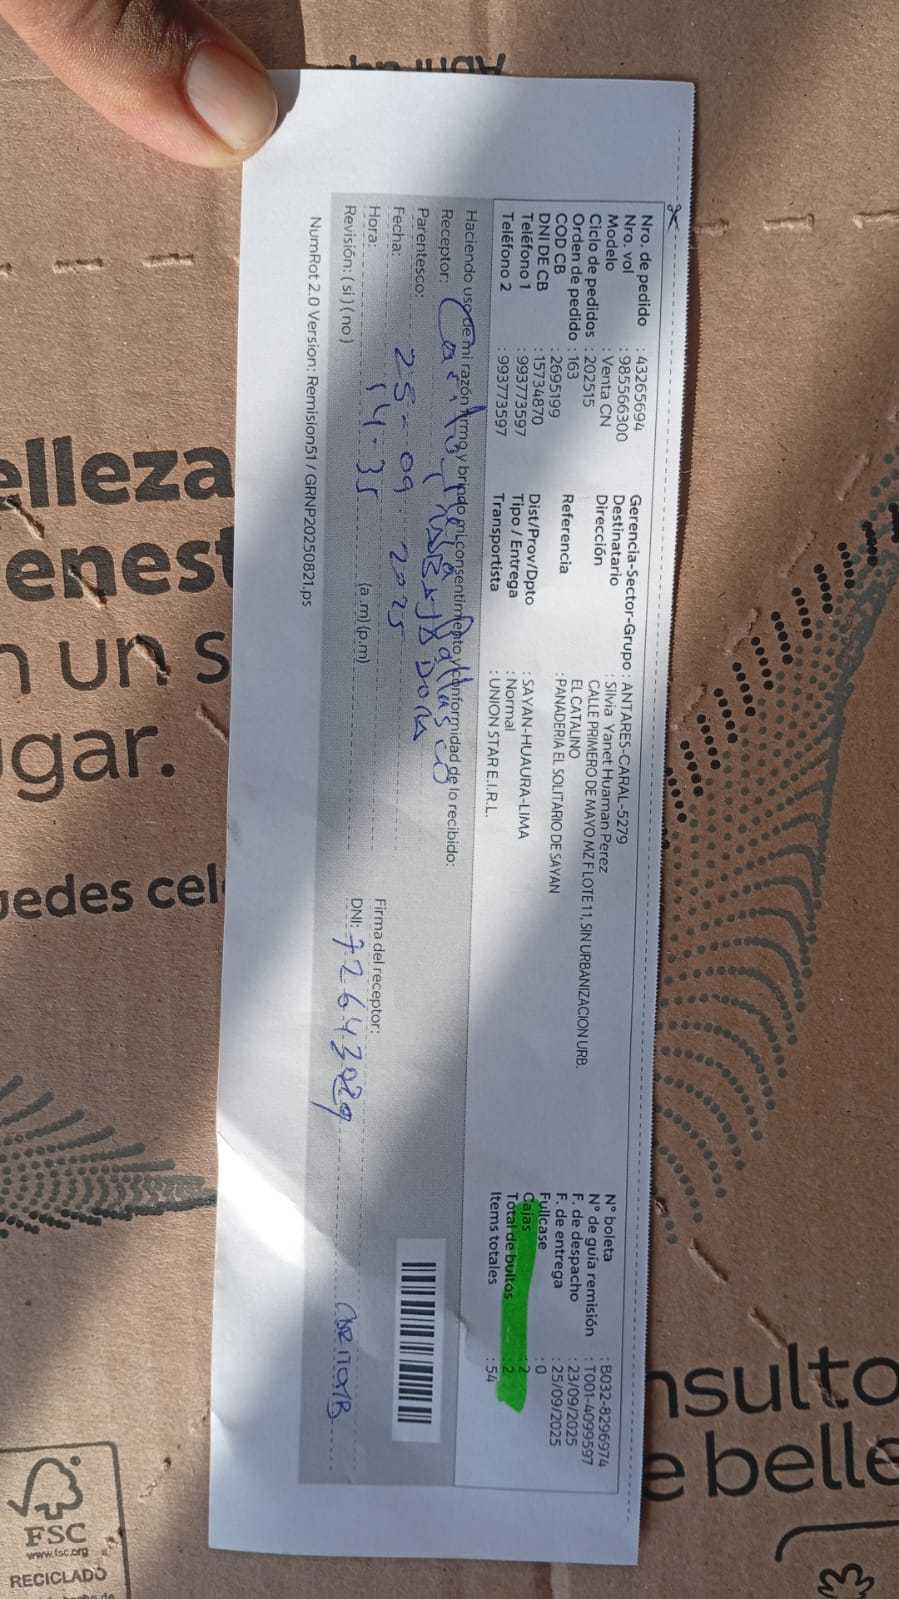 Nro. de pedido : 43265694
Nro. vol : 985566300
Modelo : Venta CN
Ciclo de pedidos : 202515
Orden de pedido : 163
COD CB : 2695199
DNI DE CB : 15734870
Teléfono 1 : 993773597
Teléfono 2 : 993773597
Gerencia-Sector-Grupo : ANTARES-CARAL-5279
Destinatario : Silvia Yanet Huaman Perez
Dirección : CALLE PRIMERO DE MAYO MZ F LOTE 11, SIN URBANIZACION URB.
EL CATALINO
Referencia : PANADERIA EL SOLITARIO DE SAYAN
Dist/Prov/Dpto : SAYAN-HUAURA-LIMA
Tipo / Entrega : Normal
Transportista : UNION STAR E.I.R.L.
N° boleta : B032-8296974
N° de guía remisión : T001-4099597
F. de despacho : 23/09/2025
F. de entrega : 25/09/2025
Fullcase : 0
Cajas : 2
Total de bultos : 2
Items totales : 54
Haciendo uso de mi razón firmo y brindo mi consentimiento y conformidad de lo recibido:
Receptor:
Parentesco:
Fecha: 25-09 2025
Hora: 14-35 (a.m)(p.m)
Revisión: (si)(no)
Firma del receptor:
DNI:
NumRot 2.0 Version: Remision51 / GRNP20250821.ps
elleza
enest
n un s
ugar.
uedes cel
nsulto
e belle
FSC
www.fsc.org
RECICLADO